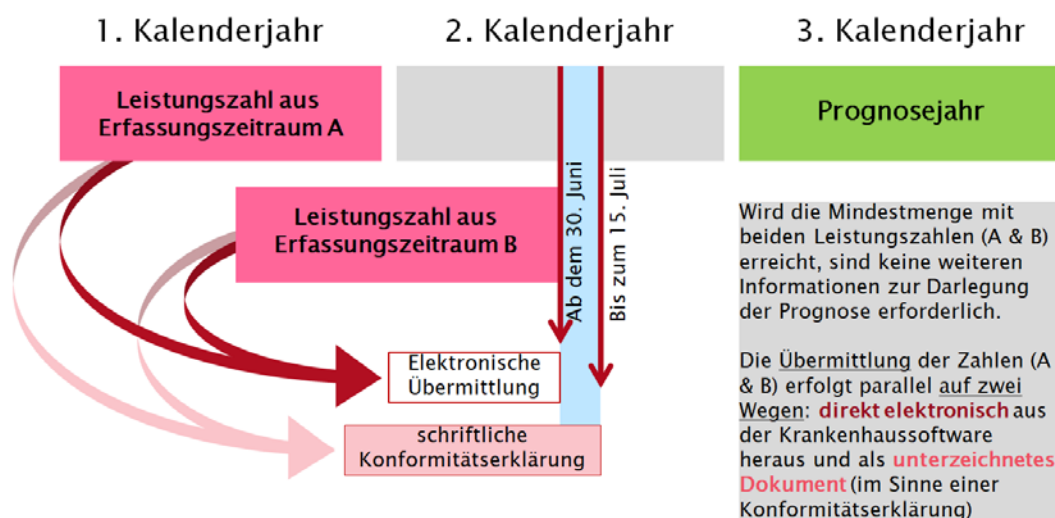 1. Kalenderjahr
2. Kalenderjahr
3. Kalenderjahr
Leistungszahl aus
Erfassungszeitraum A
Prognosejahr
Leistungszahl aus
Erfassungszeitraum B
Ab dem 30. Juni
Bis zum 15. Juli
Elektronische
Übermittlung
schriftliche
Konformitätserklärung
Wird die Mindestmenge mit
beiden Leistungszahlen (A & B)
erreicht, sind keine weiteren
Informationen zur Darlegung
der Prognose erforderlich.
Die Übermittlung der Zahlen (A
& B) erfolgt parallel auf zwei
Wegen: direkt elektronisch aus
der Krankenhaussoftware
heraus und als unterzeichnetes
Dokument (im Sinne einer
Konformitätserklärung)